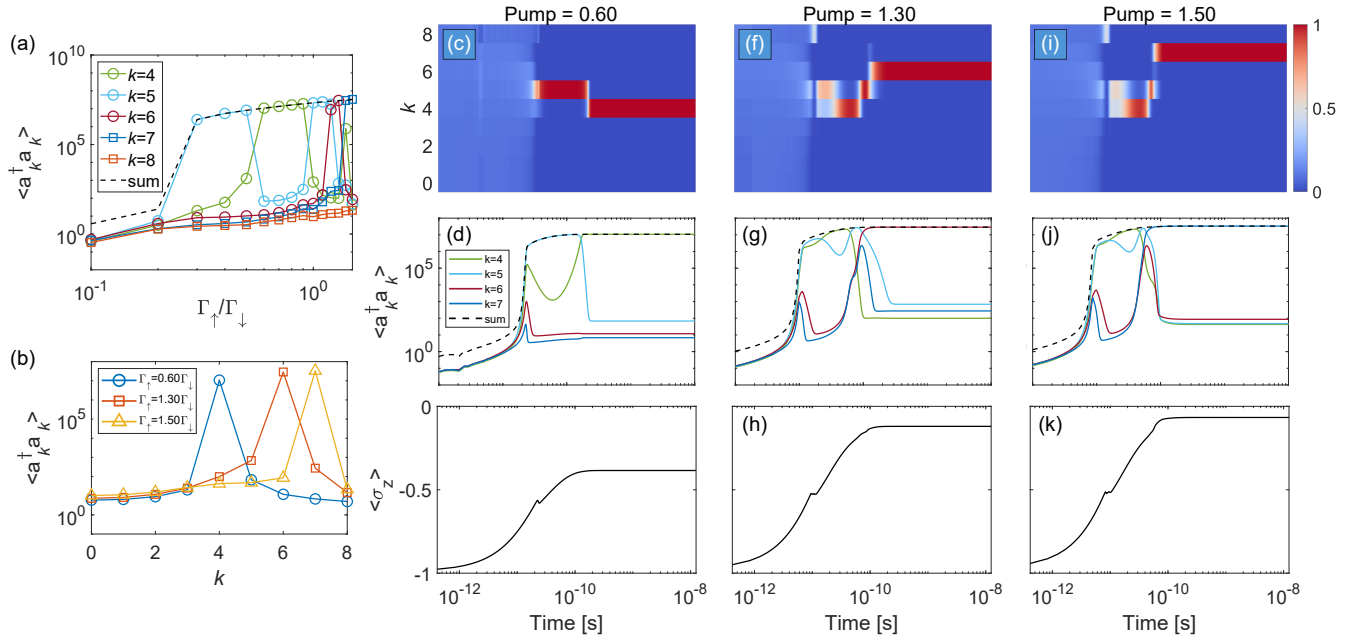 Pump = 0.60
Pump = 1.30
Pump = 1.50
(a)
10^10
10^5
10^0
<a†_k a_k>
k=4
k=5
k=6
k=7
k=8
sum
10^-1
10^0
Γ↑/Γ↓
(b)
10^5
10^0
<a†_k a_k>
Γ↑=0.60Γ↓
Γ↑=1.30Γ↓
Γ↑=1.50Γ↓
0
2
4
6
8
k
(c)
8
6
4
2
0
k
(f)
(i)
1
0.5
0
(d)
10^5
10^0
<a†_k a_k>
k=4
k=5
k=6
k=7
sum
(g)
(j)
0
-0.5
-1
<σ_z>
10^-12
10^-10
10^-8
Time [s]
(h)
10^-12
10^-10
10^-8
Time [s]
(k)
10^-12
10^-10
10^-8
Time [s]